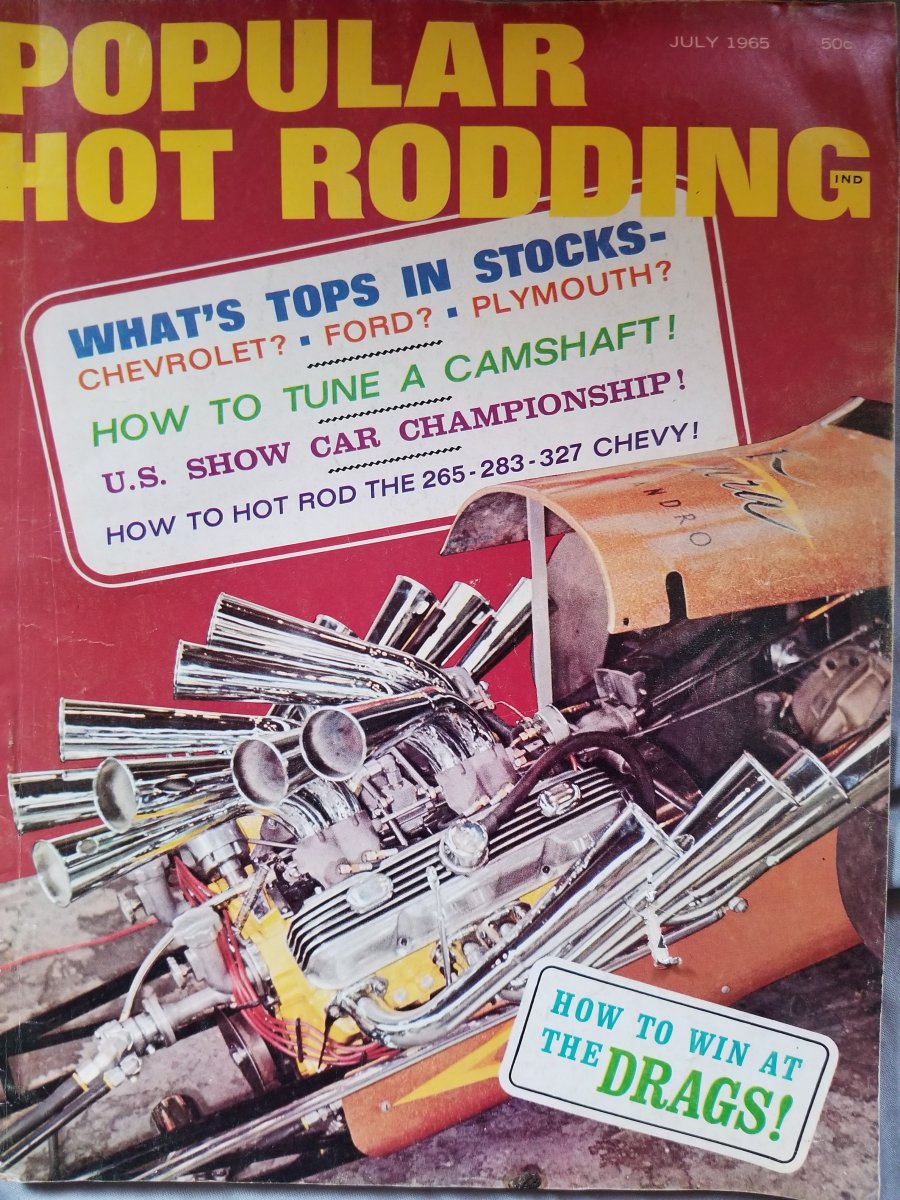 POPULAR
JULY 1965 50c
HOT RODDING
IND
WHAT'S TOPS IN STOCKS-
CHEVROLET? ▪ FORD? ▪ PLYMOUTH?
HOW TO TUNE A CAMSHAFT!
U.S. SHOW CAR CHAMPIONSHIP!
HOW TO HOT ROD THE 265-283-327 CHEVY!
ANDRO
HOW TO WIN AT
THE DRAGS!